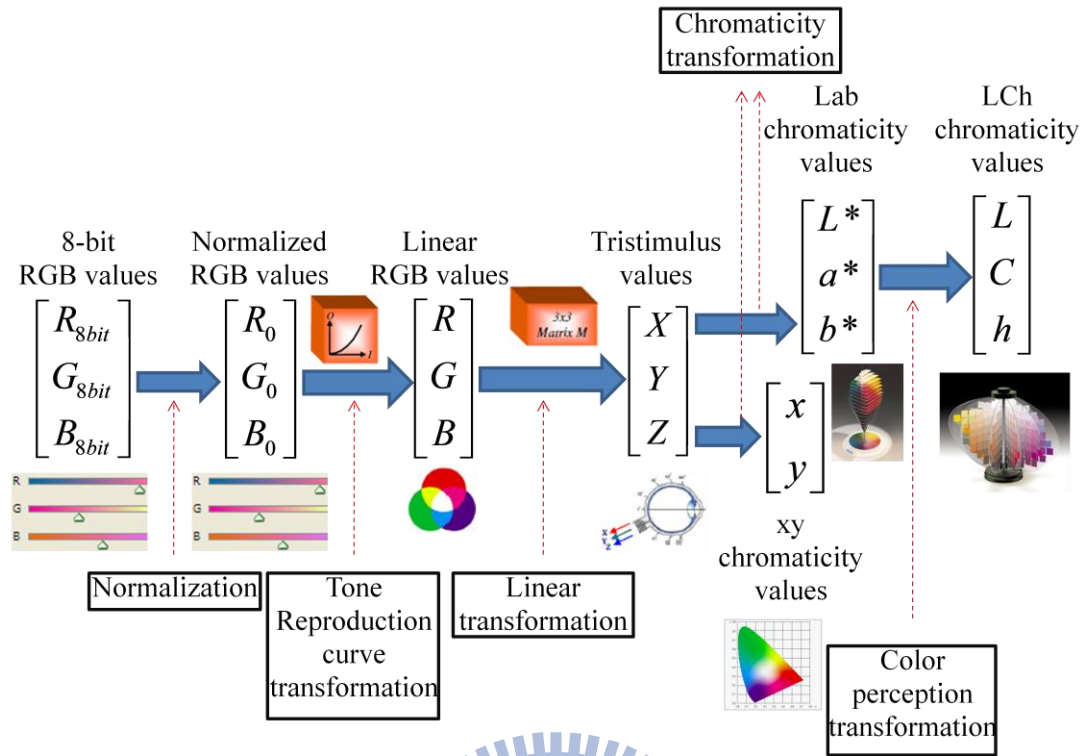 Chromaticity
transformation
Lab
chromaticity
values
LCh
chromaticity
values
8-bit
RGB values
Normalized
RGB values
Linear
RGB values
Tristimulus
values
R8bit
G8bit
B8bit
R0
G0
B0
O
I
R
G
B
3x3
Matrix M
X
Y
Z
L*
a*
b*
L
C
h
x
y
R
G
B
R
G
B
X
Y
Z
xy
chromaticity
values
Normalization
Tone
Reproduction
curve
transformation
Linear
transformation
Color
perception
transformation